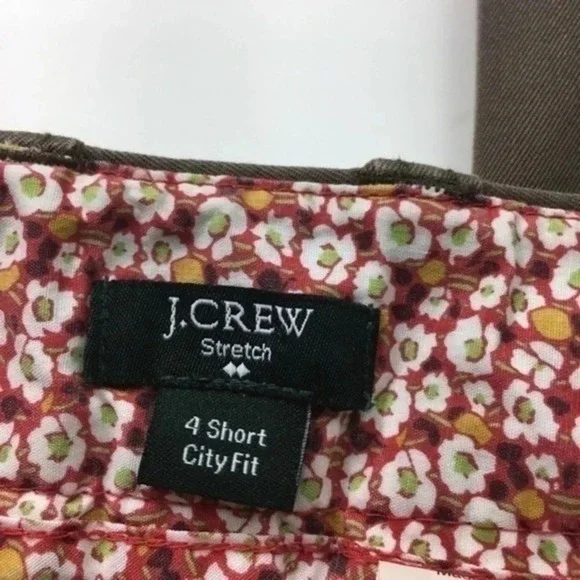 J.CREW
Stretch
4 Short
City Fit